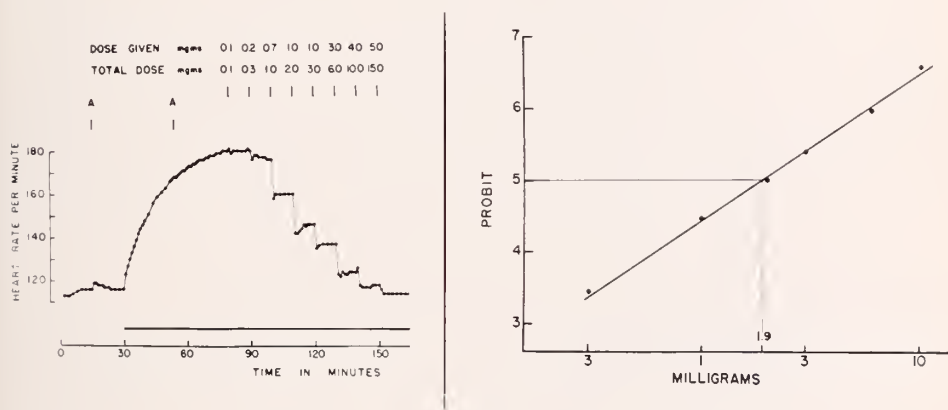 DOSE GIVEN mgms 01 02 07 10 10 30 40 50
TOTAL DOSE mgms 01 03 10 20 30 60 100 150
A
A
HEART RATE PER MINUTE
180
160
140
120
0 30 60 90 120 150
TIME IN MINUTES
PROBIT
7
6
5
4
3
1.9
3 1 3 10
MILLIGRAMS